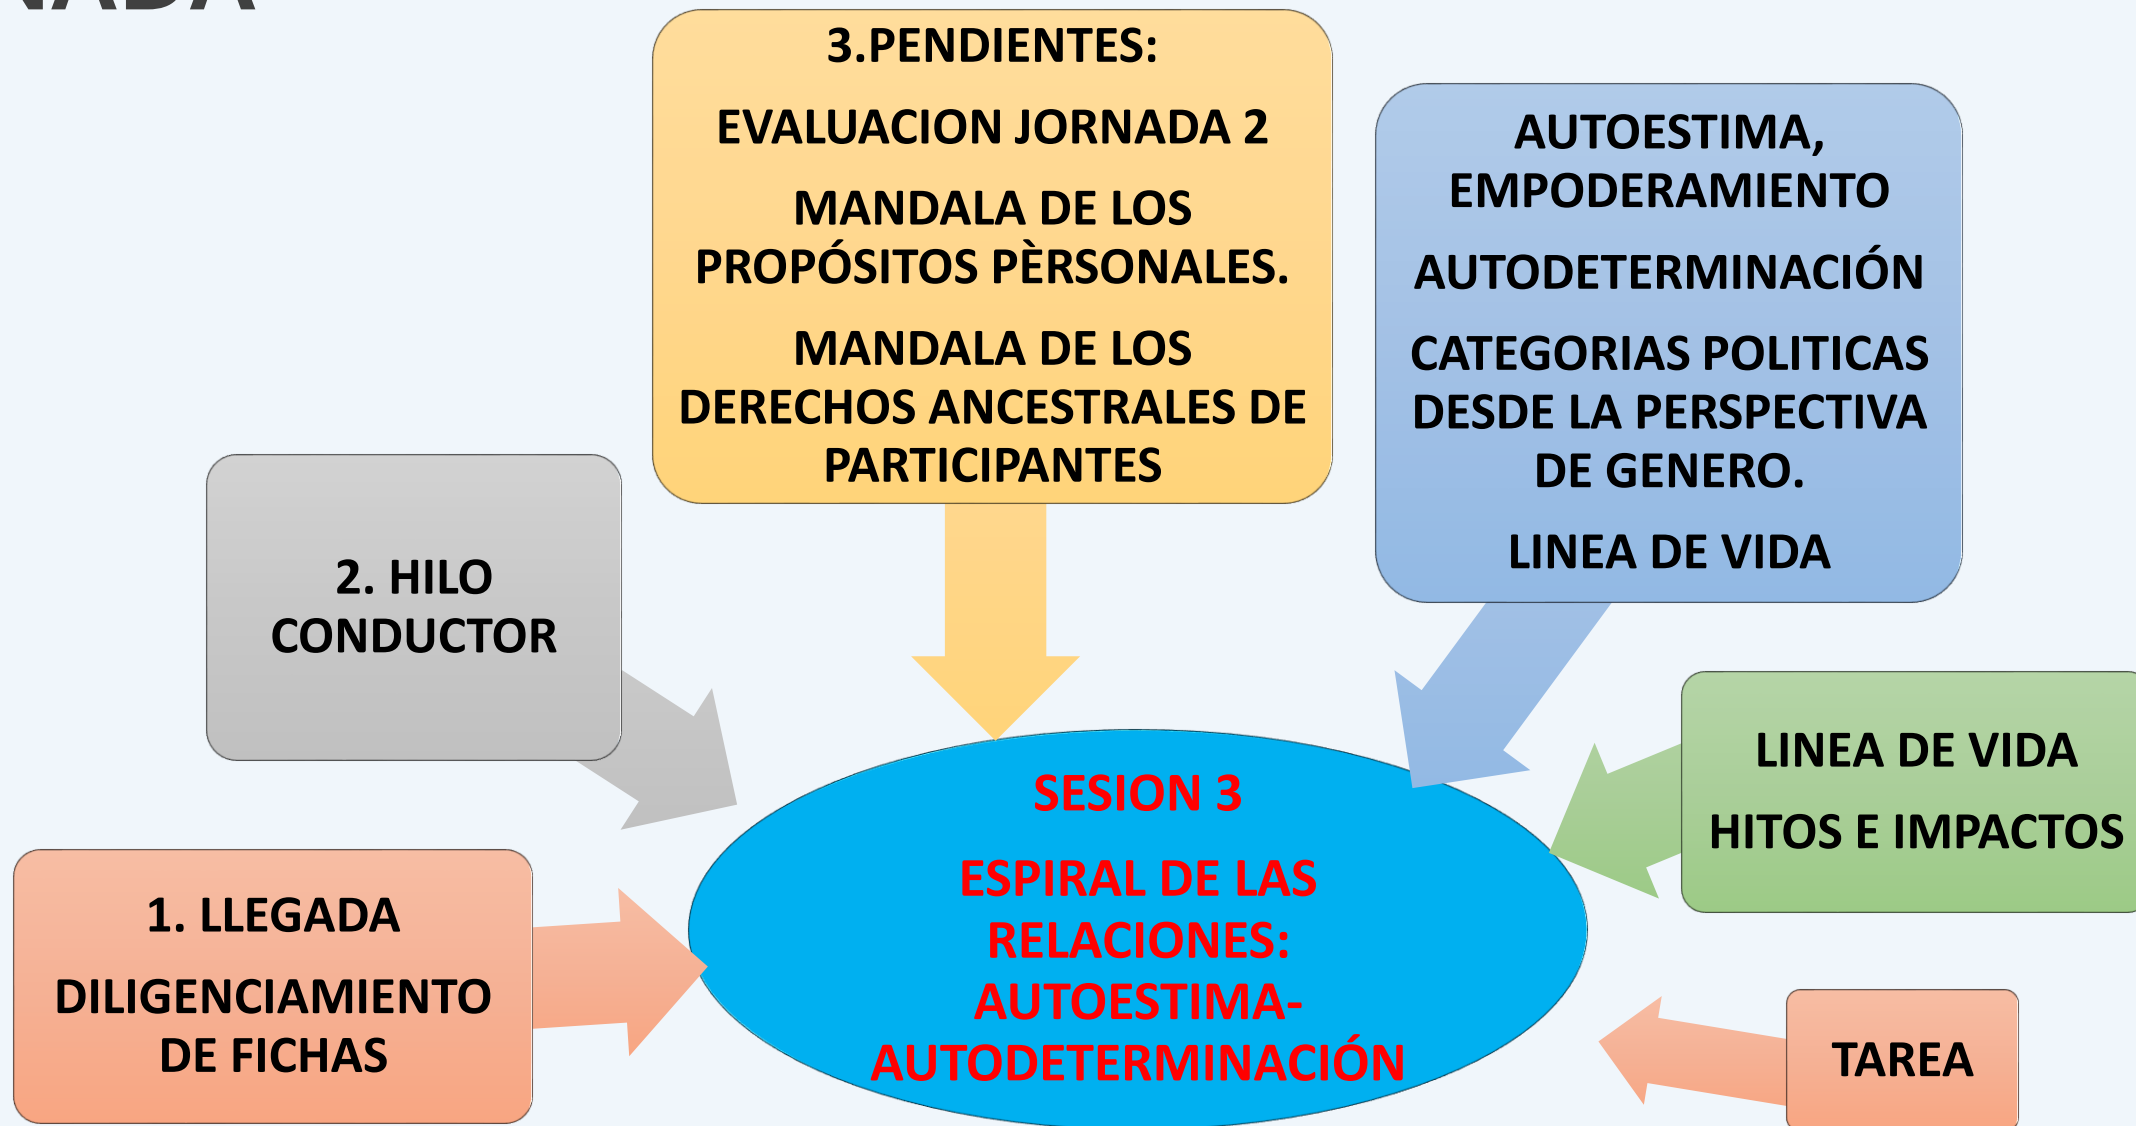 3.PENDIENTES:
EVALUACION JORNADA 2
MANDALA DE LOS
PROPÓSITOS PÈRSONALES.
MANDALA DE LOS
DERECHOS ANCESTRALES DE
PARTICIPANTES
AUTOESTIMA,
EMPODERAMIENTO
AUTODETERMINACIÓN
CATEGORIAS POLITICAS
DESDE LA PERSPECTIVA
DE GENERO.
LINEA DE VIDA
2. HILO
CONDUCTOR
LINEA DE VIDA
HITOS E IMPACTOS
1. LLEGADA
DILIGENCIAMIENTO
DE FICHAS
SESION 3
ESPIRAL DE LAS
RELACIONES:
AUTOESTIMA-
AUTODETERMINACIÓN
TAREA